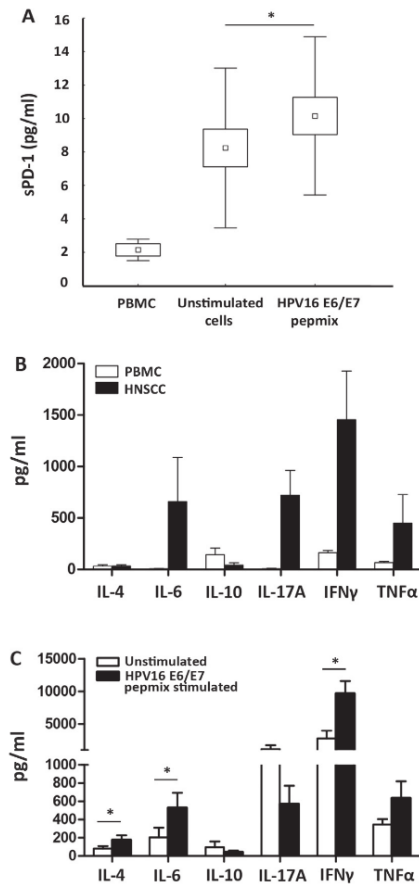 A
*
sPD-1 (pg/ml)
16
14
12
10
8
6
4
2
0
PBMC
Unstimulated
cells
HPV16 E6/E7
pepmix
B
PBMC
HNSCC
pg/ml
2000
1500
1000
500
0
IL-4
IL-6
IL-10
IL-17A
IFNγ
TNFα
C
Unstimulated
HPV16 E6/E7
pepmix stimulated
pg/ml
15000
10000
5000
1000
800
600
400
200
0
*
*
*
IL-4
IL-6
IL-10
IL-17A
IFNγ
TNFα